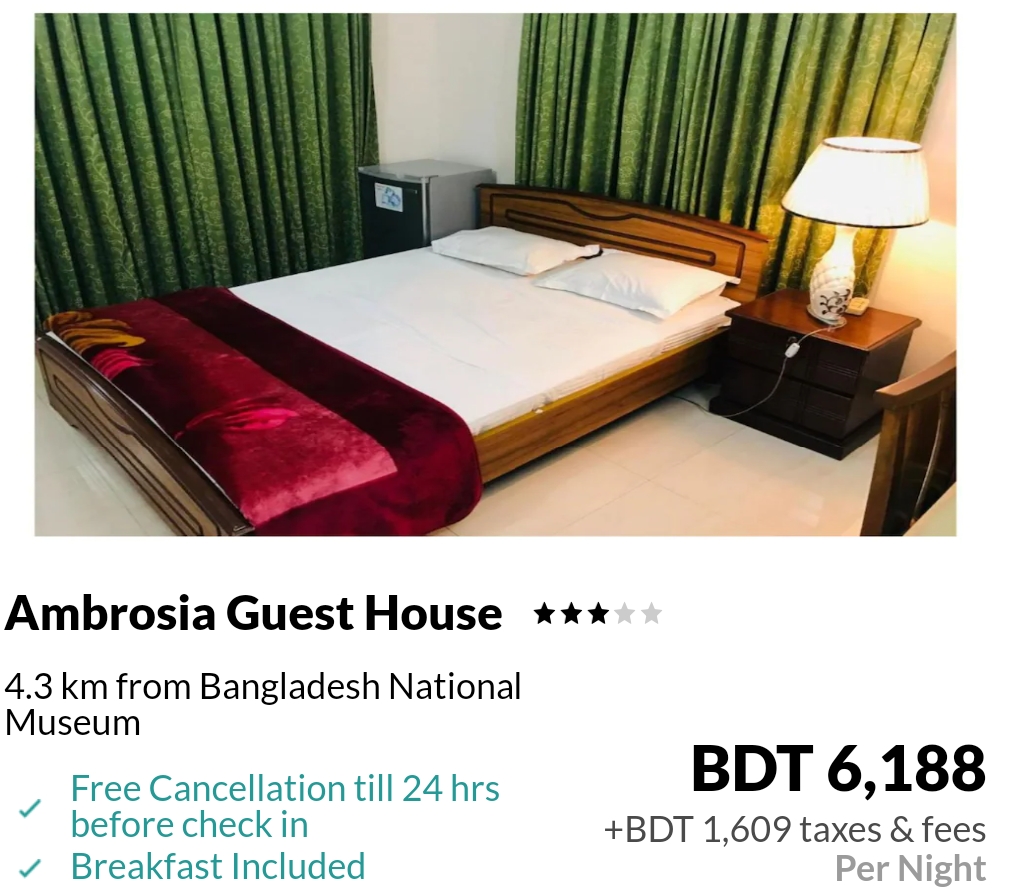 Ambrosia Guest House
4.3 km from Bangladesh National
Museum
Free Cancellation till 24 hrs
before check in
Breakfast Included
BDT 6,188
+BDT 1,609 taxes & fees
Per Night